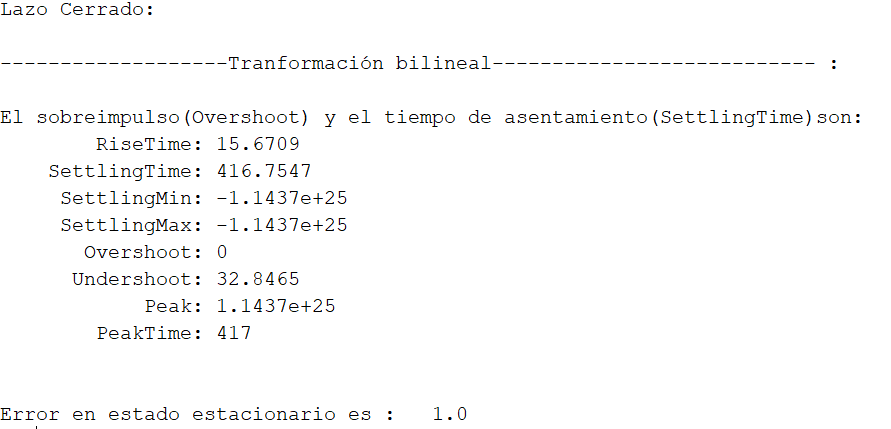 Lazo Cerrado:
-------------------Tranformación bilineal--------------------------- :
El sobreimpulso(Overshoot) y el tiempo de asentamiento(SettlingTime)son:
RiseTime: 15.6709
SettlingTime: 416.7547
SettlingMin: -1.1437e+25
SettlingMax: -1.1437e+25
Overshoot: 0
Undershoot: 32.8465
Peak: 1.1437e+25
PeakTime: 417
Error en estado estacionario es :   1.0